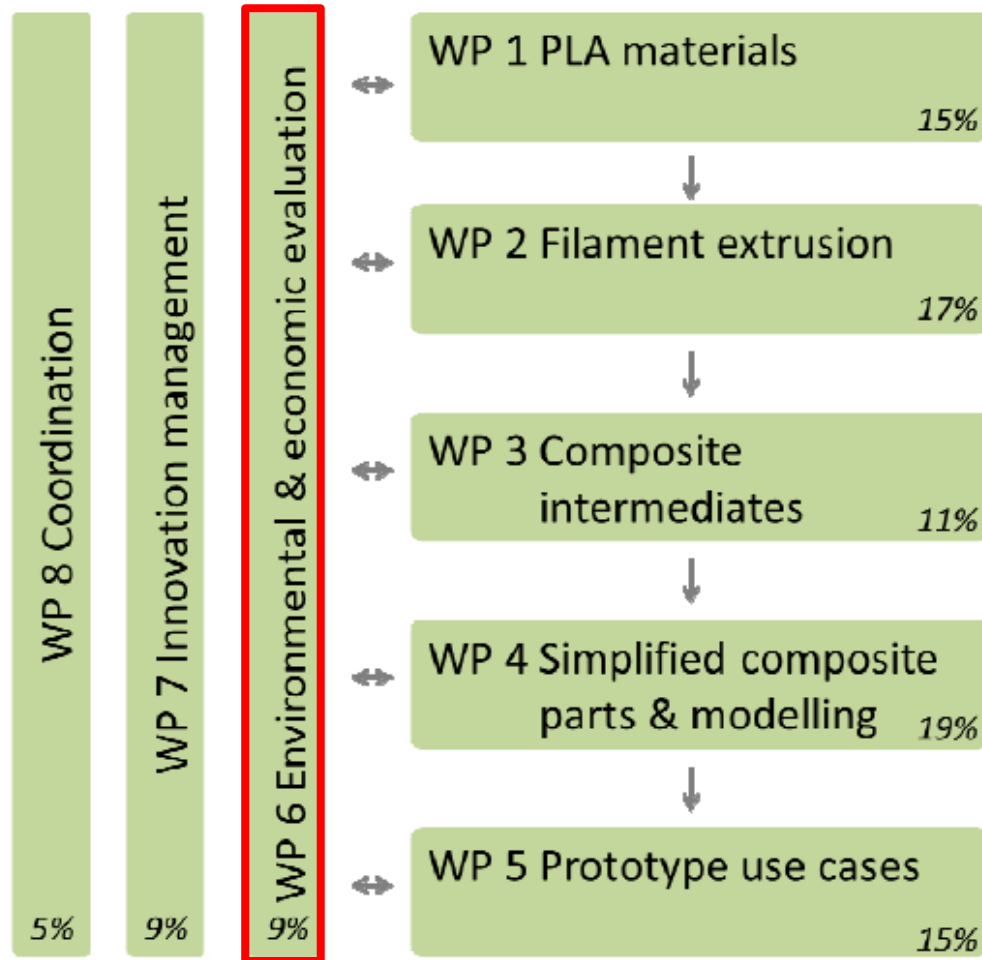 WP 8 Coordination
5%
WP 7 Innovation management
9%
WP 6 Environmental & economic evaluation
9%
WP 1 PLA materials
15%
WP 2 Filament extrusion
17%
WP 3 Composite
intermediates
11%
WP 4 Simplified composite
parts & modelling
19%
WP 5 Prototype use cases
15%